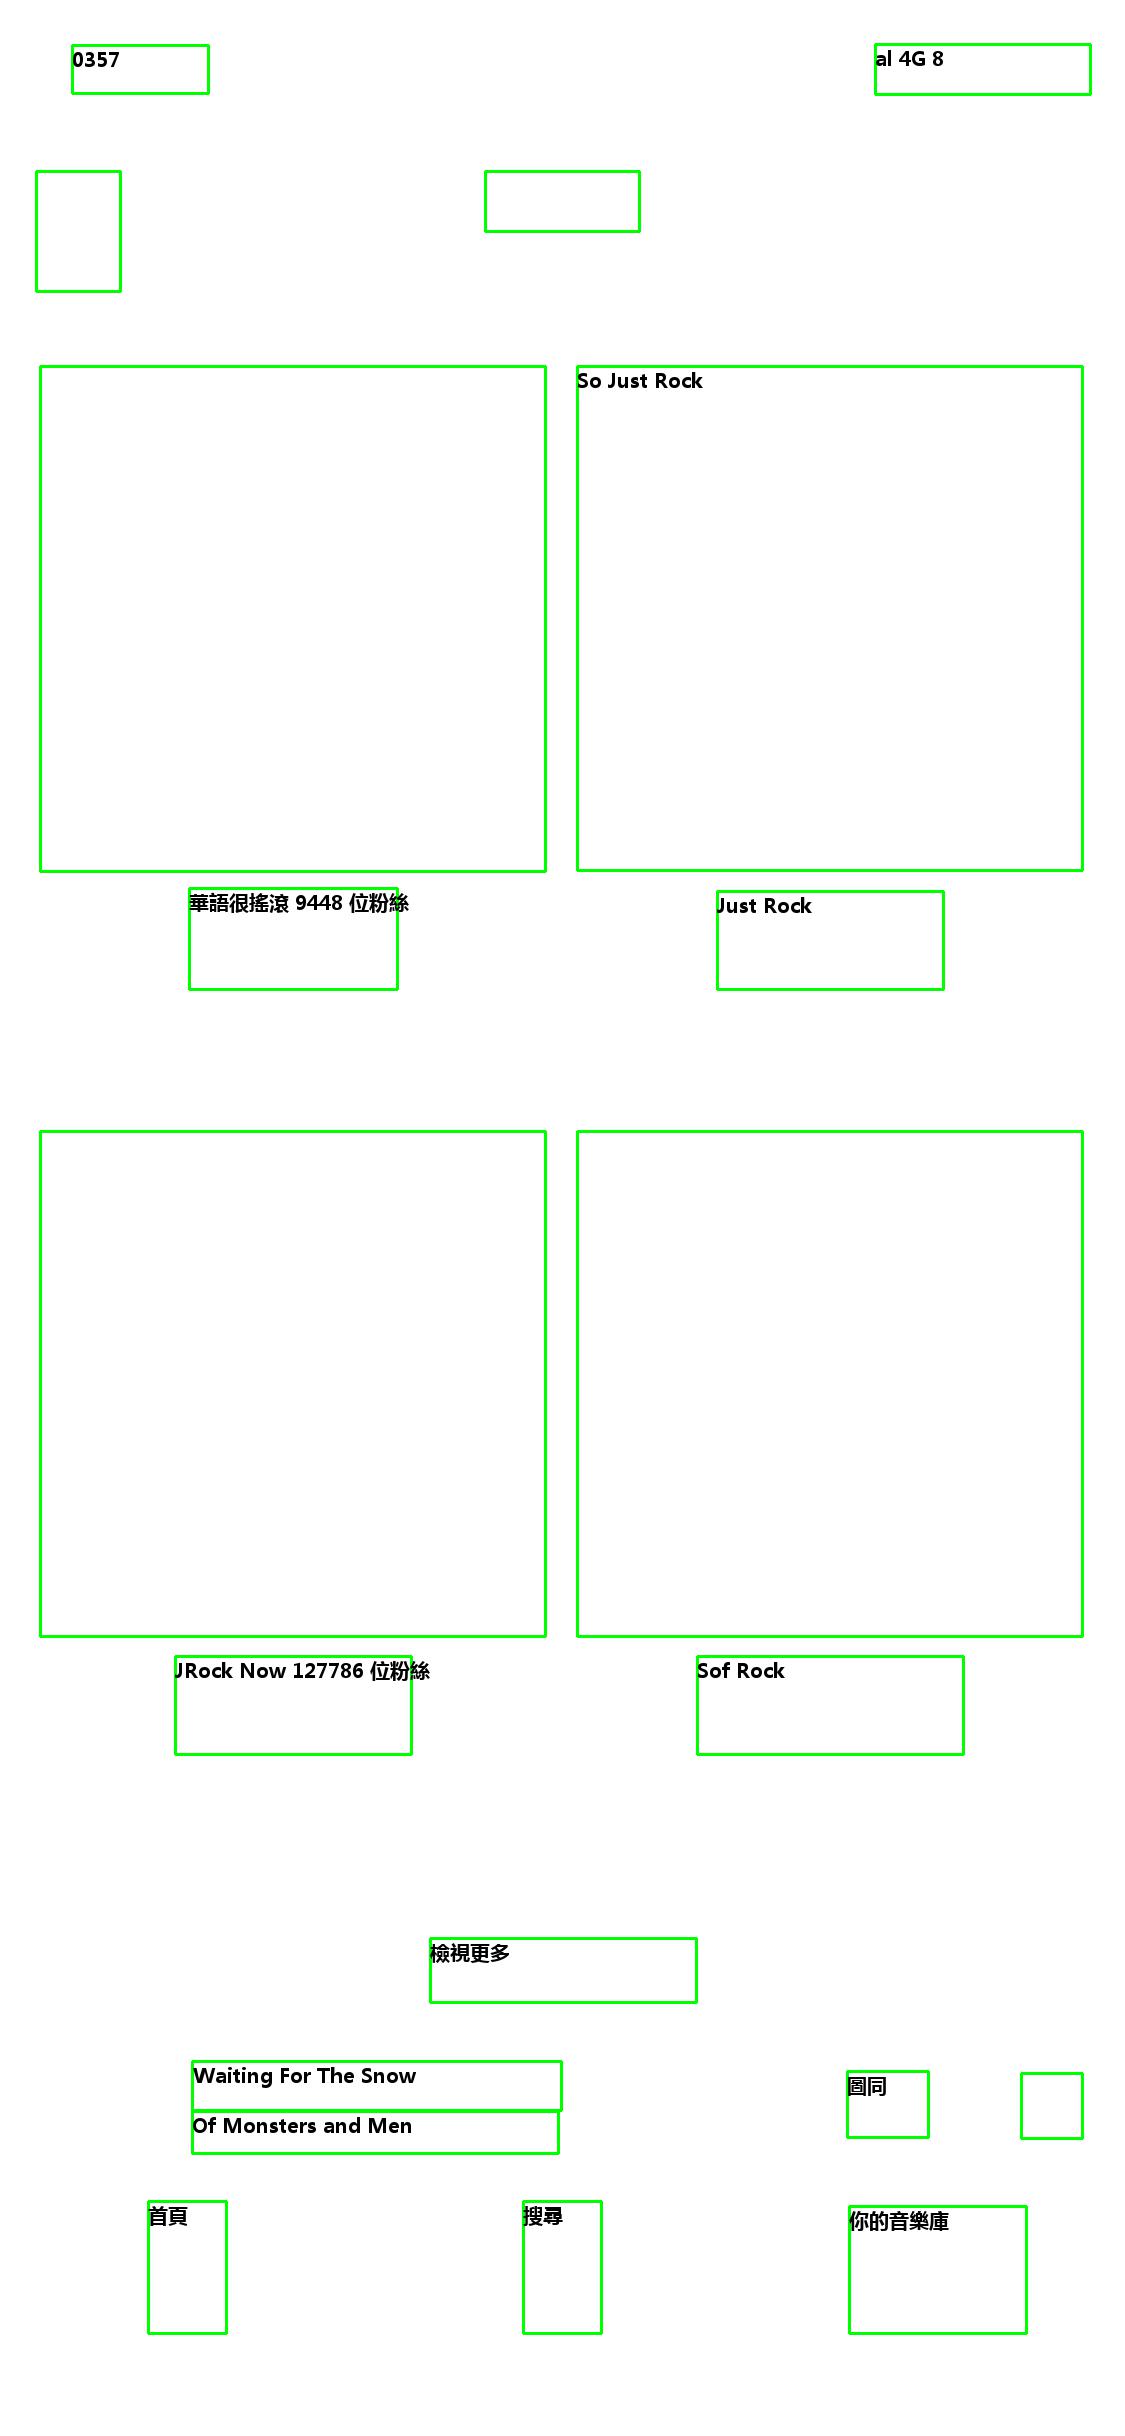 0357
al 4G 8
So Just Rock
華語很搖滾 9448 位粉絲
Just Rock
JRock Now 127786 位粉絲
Sof Rock
檢視更多
Waiting For The Snow
圖同
Of Monsters and Men
首頁
搜尋
你的音樂庫